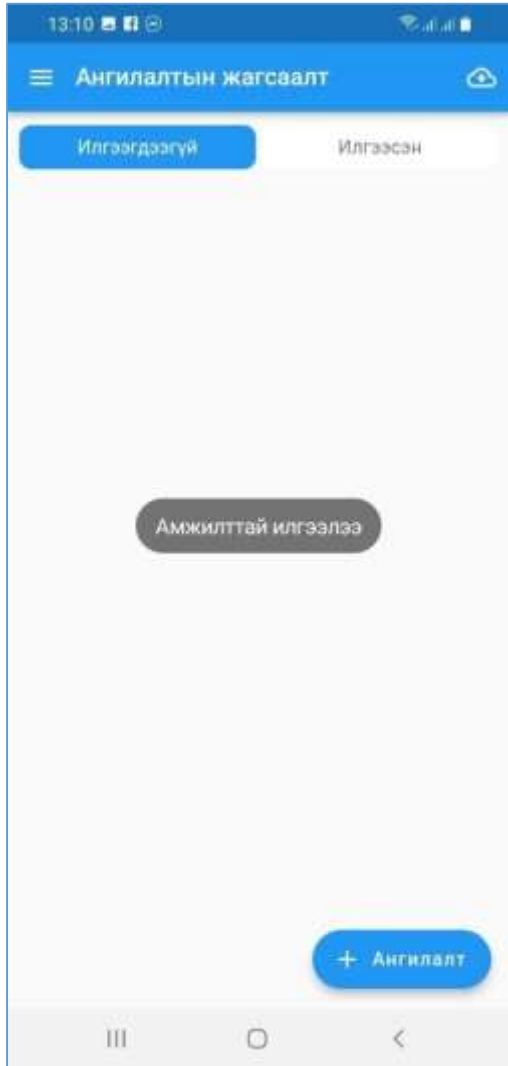 13:10
Ангилалтын жагсаалт
Илгээгдээгүй
Илгээсэн
Амжилттай илгээлээ
+ Ангилалт